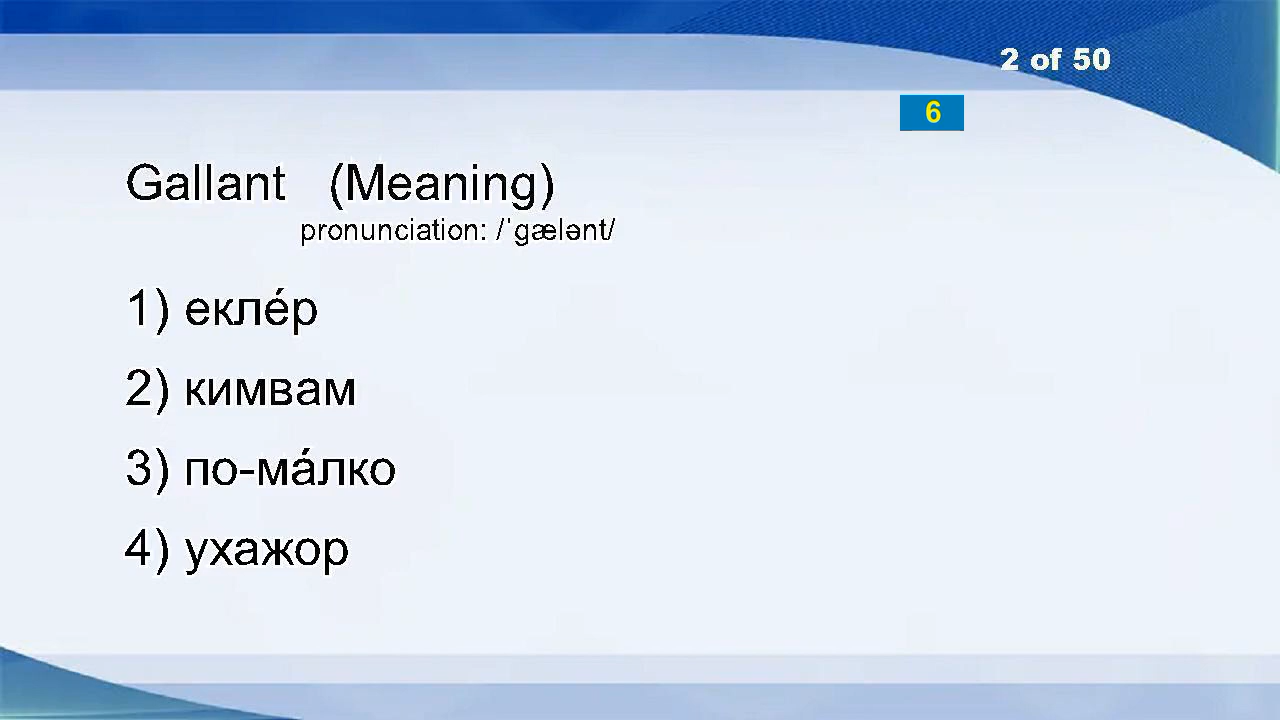 2 of 50
6
Gallant (Meaning)
pronunciation: /ˈɡælənt/
1) екле́р
2) кимвам
3) по-ма́лко
4) ухажор